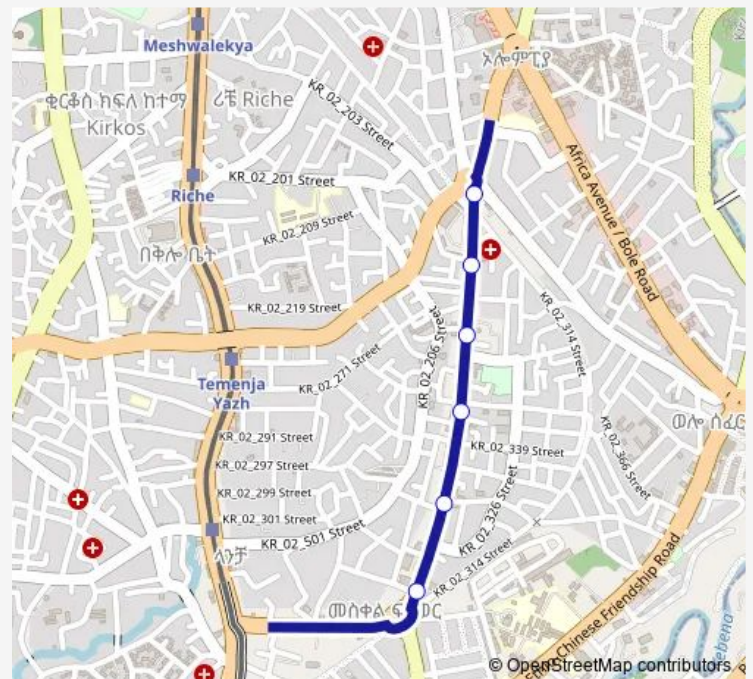 Meshwalekya
ኦሎምፒያ
ቂርቆስ ክፍለ ከተማ
Kirkos
ሪቼ Riche
KR_02_203 Street
Riche
KR_02_201 Street
Africa Avenue / Bole Road
KR_02_209 Street
በቅሎ ቤት
KR_02_219 Street
KR_02_314 Street
KR_02_206 Street
KR_02_271 Street
Temenja
Yazh
KR_02_291 Street
KR_02_339 Street
KR_02_366 Street
KR_02_297 Street
KR_02_299 Street
KR_02_326 Street
KR_02_301 Street
KR_02_501 Street
ላንቻ
KR_02_314 Street
Chinese Friendship Road
© OpenStreetMap contributors